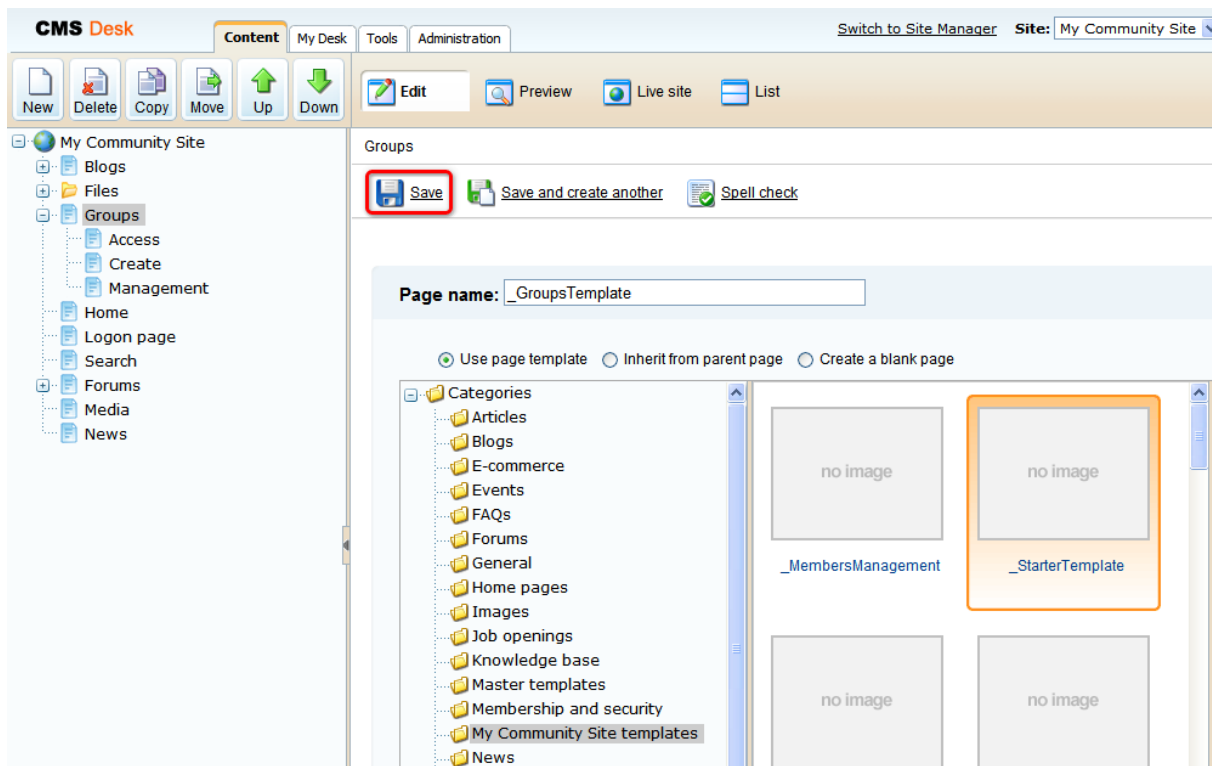 CMS Desk
Content
My Desk
Tools
Administration
Switch to Site Manager
Site:
My Community Site
New
Delete
Copy
Move
Up
Down
Edit
Preview
Live site
List
My Community Site
Blogs
Files
Groups
Access
Create
Management
Home
Logon page
Search
Forums
Media
News
Groups
Save
Save and create another
Spell check
Page name:
_GroupsTemplate
Use page template
Inherit from parent page
Create a blank page
Categories
Articles
Blogs
E-commerce
Events
FAQs
Forums
General
Home pages
Images
Job openings
Knowledge base
Master templates
Membership and security
My Community Site templates
News
no image
no image
_MembersManagement
_StarterTemplate
no image
no image